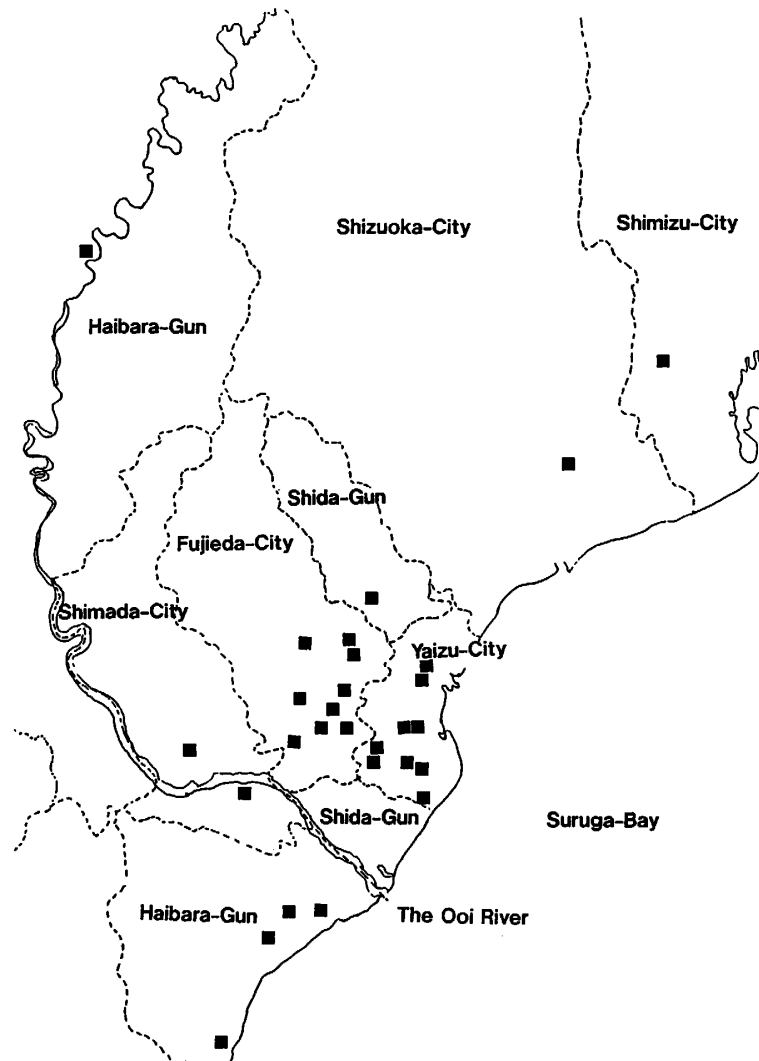 Shizuoka-City
Shimizu-City
Haibara-Gun
Shida-Gun
Fujieda-City
Shimada-City
Yaizu-City
Shida-Gun
Suruga-Bay
Haibara-Gun
The Ooi River